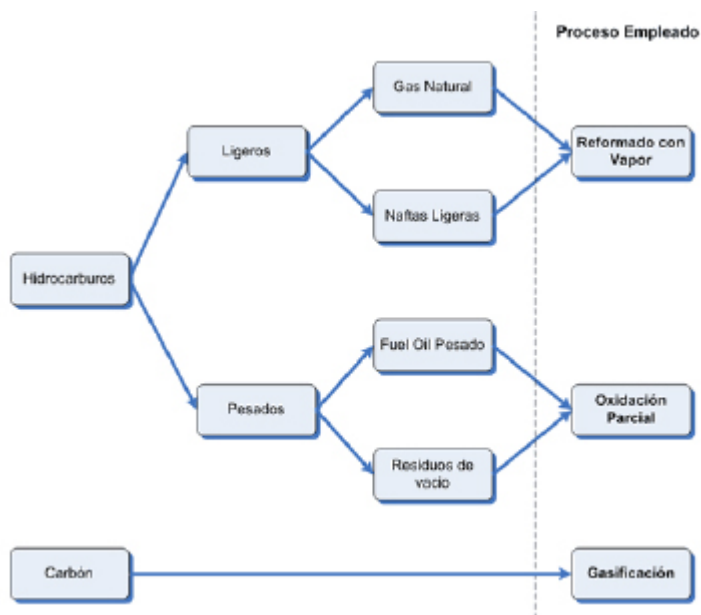 Proceso Empleado
Gas Natural
Ligeros
Reformado con
Vapor
Naftas Ligeras
Hidrocarburos
Fuel Oil Pesado
Pesados
Oxidación
Parcial
Residuos de
vacio
Carbón
Gasificación